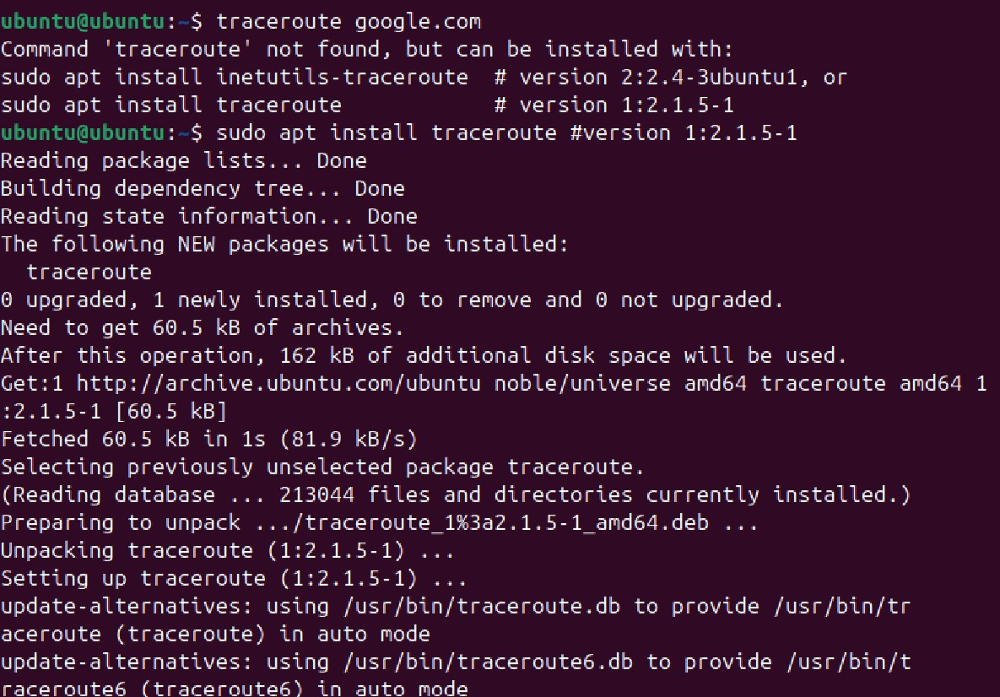 ubuntu@ubuntu:~$ traceroute google.com
Command 'traceroute' not found, but can be installed with:
sudo apt install inetutils-traceroute  # version 2:2.4-3ubuntu1, or
sudo apt install traceroute            # version 1:2.1.5-1
ubuntu@ubuntu:~$ sudo apt install traceroute #version 1:2.1.5-1
Reading package lists... Done
Building dependency tree... Done
Reading state information... Done
The following NEW packages will be installed:
  traceroute
0 upgraded, 1 newly installed, 0 to remove and 0 not upgraded.
Need to get 60.5 kB of archives.
After this operation, 162 kB of additional disk space will be used.
Get:1 http://archive.ubuntu.com/ubuntu noble/universe amd64 traceroute amd64 1
:2.1.5-1 [60.5 kB]
Fetched 60.5 kB in 1s (81.9 kB/s)
Selecting previously unselected package traceroute.
(Reading database ... 213044 files and directories currently installed.)
Preparing to unpack .../traceroute_1%3a2.1.5-1_amd64.deb ...
Unpacking traceroute (1:2.1.5-1) ...
Setting up traceroute (1:2.1.5-1) ...
update-alternatives: using /usr/bin/traceroute.db to provide /usr/bin/tr
aceroute (traceroute) in auto mode
update-alternatives: using /usr/bin/traceroute6.db to provide /usr/bin/t
raceroute6 (traceroute6) in auto mode